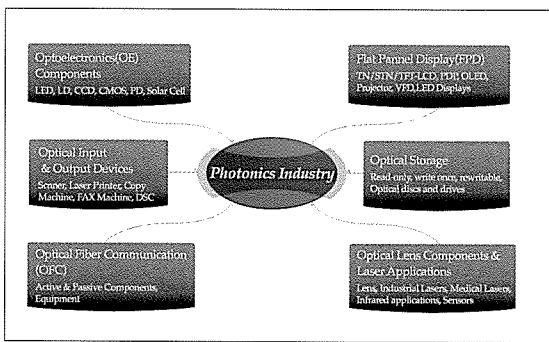 Optoelectronics(OE)
Components
LED, LD, CCD, CMOS, PD, Solar Cell
Flat Pannel Display(FPD)
TN/STN/TFT-LCD, PDP, OLED,
Projector, VFD,LED Displays
Optical Input
& Output Devices
Scnner, Laser Printer, Copy
Machine, FAX Machine, DSC
Photonics Industry
Optical Storage
Read-only, write once, rewritable,
Optical discs and drives
Optical Fiber Communication
(OFC)
Active & Passive Components,
Equipment
Optical Lens Components &
Laser Applications
Lens, Industrial Lasers, Medical Lasers,
Infrared applications, Sensors